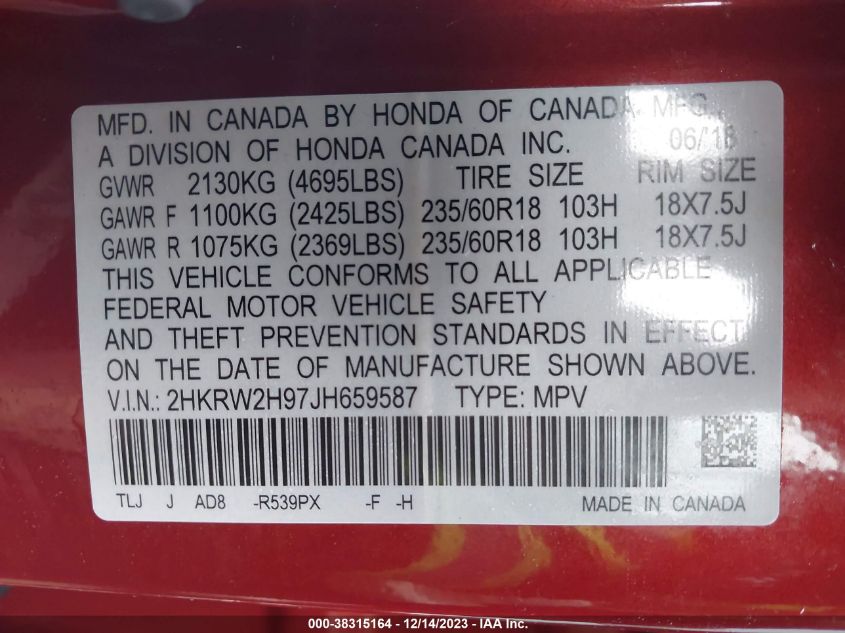 MFD. IN CANADA BY HONDA OF CANADA MFG.,
A DIVISION OF HONDA CANADA INC. 06/18
GVWR 2130KG (4695LBS) TIRE SIZE RIM SIZE
GAWR F 1100KG (2425LBS) 235/60R18 103H 18X7.5J
GAWR R 1075KG (2369LBS) 235/60R18 103H 18X7.5J
THIS VEHICLE CONFORMS TO ALL APPLICABLE
FEDERAL MOTOR VEHICLE SAFETY
AND THEFT PREVENTION STANDARDS IN EFFECT
ON THE DATE OF MANUFACTURE SHOWN ABOVE.
V.I.N.: 2HKRW2H97JH659587 TYPE: MPV
TLJ J AD8 -R539PX -F -H MADE IN CANADA
000-38315164 - 12/14/2023 - IAA Inc.